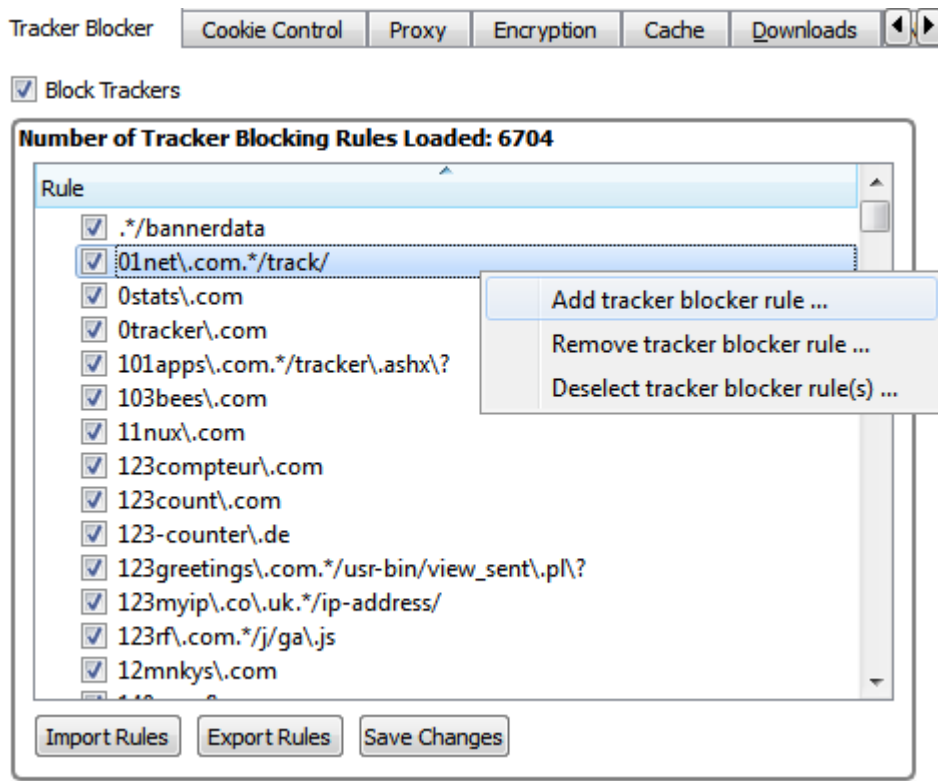 Tracker Blocker Cookie Control Proxy Encryption Cache Downloads
Block Trackers
Number of Tracker Blocking Rules Loaded: 6704
Rule
.*/bannerdata
01net\.com.*/track/
Add tracker blocker rule ...
0stats\.com
0tracker\.com
Remove tracker blocker rule ...
101apps\.com.*/tracker\.ashx\?
Deselect tracker blocker rule(s) ...
103bees\.com
11nux\.com
123compteur\.com
123count\.com
123-counter\.de
123greetings\.com.*/usr-bin/view_sent\.pl\?
123myip\.co\.uk.*/ip-address/
123rf\.com.*/j/ga\.js
12mnkys\.com
Import Rules Export Rules Save Changes